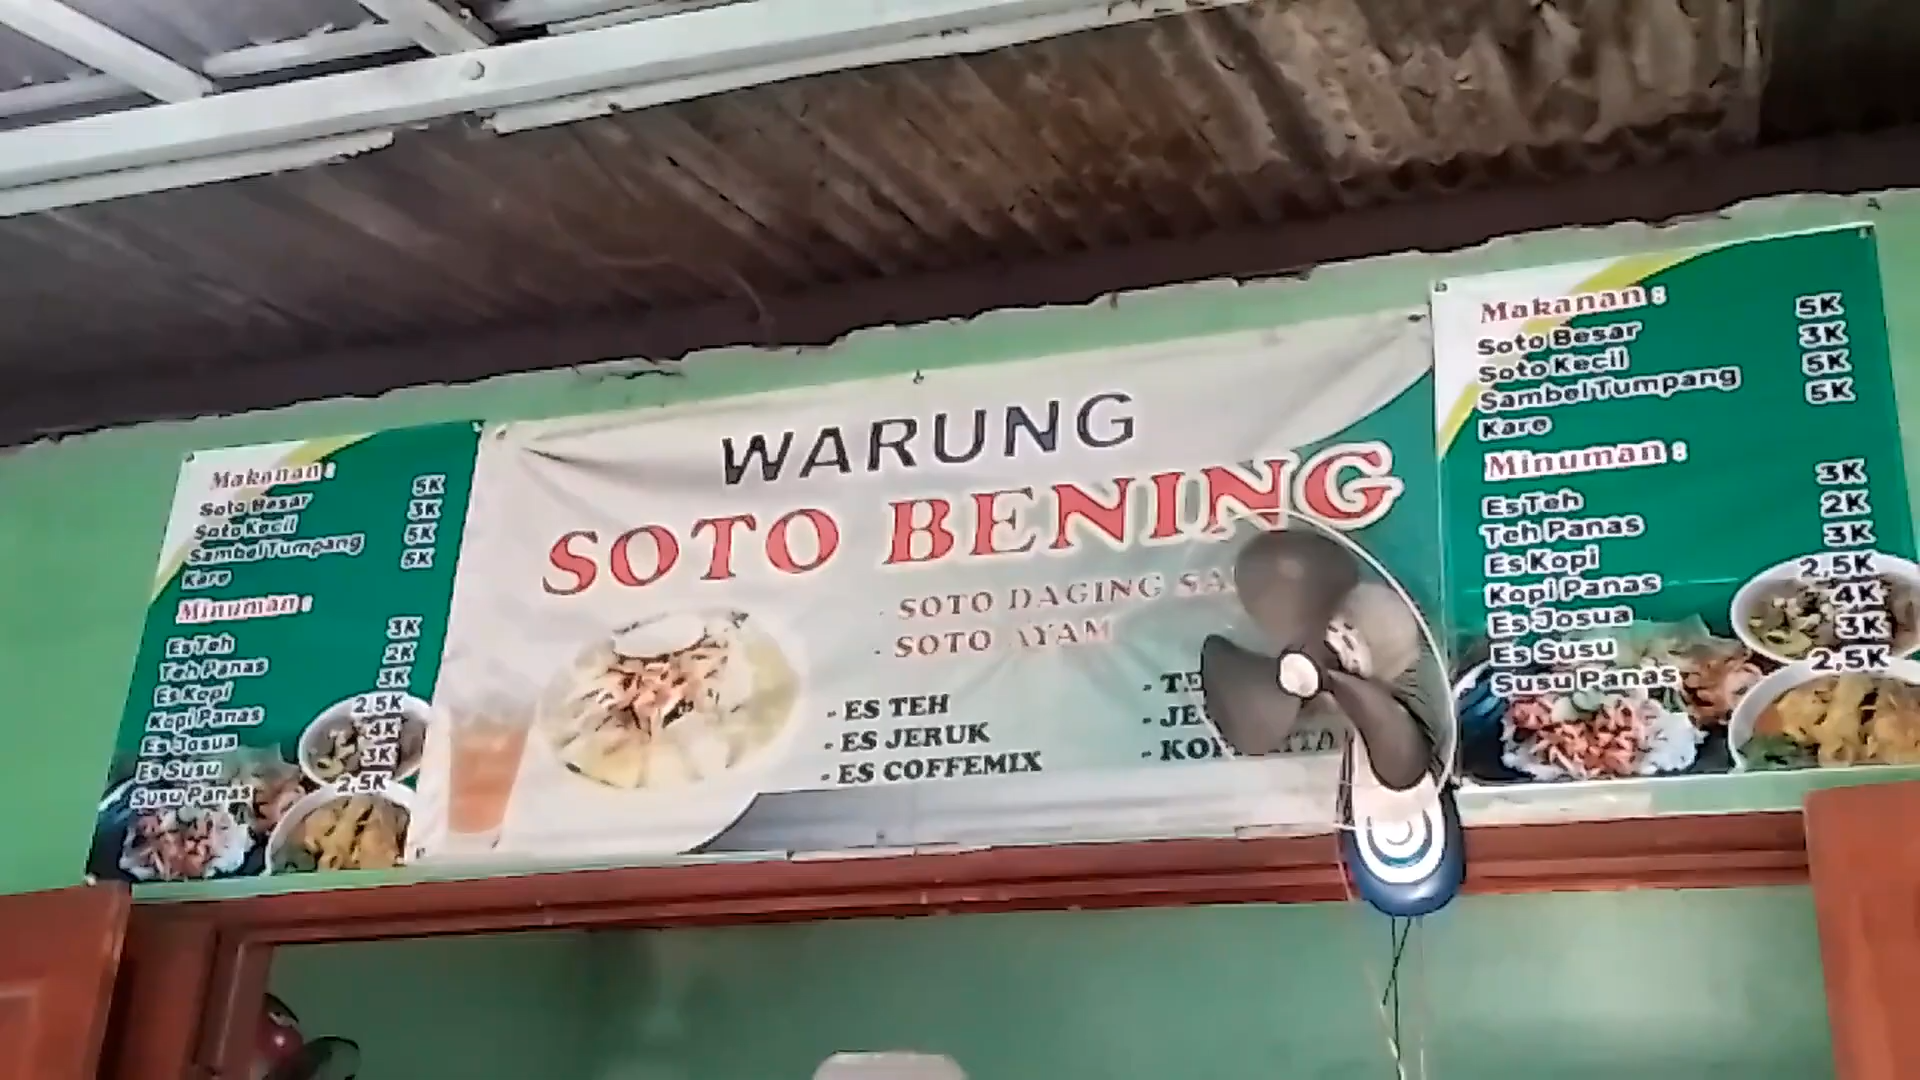 Makanan :
Soto Besar 5K
Soto Kecil 3K
Sambel Tumpang 5K
Kare 5K
Minuman :
Es Teh 3K
Teh Panas 2K
Es Kopi 3K
Kopi Panas 2,5K
Es Josua 4K
Es Susu 3K
Susu Panas 2,5K
WARUNG
SOTO BENING
- SOTO DAGING
- SOTO AYAM
- ES TEH
- ES JERUK
- ES COFFEMIX
Makanan :
Soto Besar 5K
Soto Kecil 3K
Sambel Tumpang 5K
Kare 5K
Minuman :
Es Teh 3K
Teh Panas 2K
Es Kopi 3K
Kopi Panas 2,5K
Es Josua 4K
Es Susu 3K
Susu Panas 2,5K